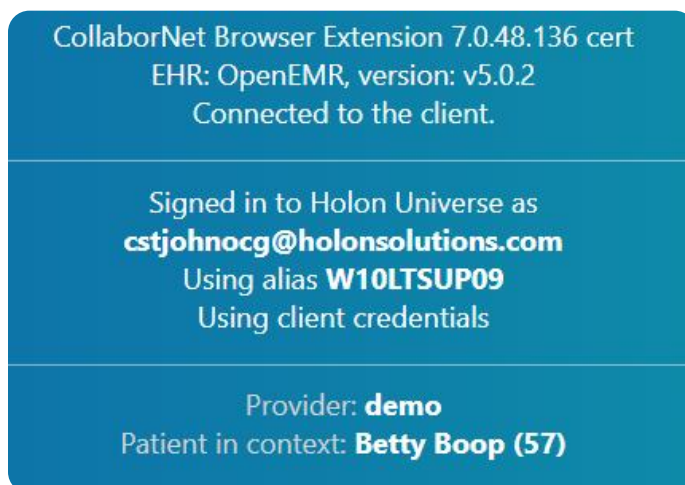 CollaborNet Browser Extension 7.0.48.136 cert
EHR: OpenEMR, version: v5.0.2
Connected to the client.
Signed in to Holon Universe as
cstjohnocg@holonsolutions.com
Using alias W10LTSUP09
Using client credentials
Provider: demo
Patient in context: Betty Boop (57)